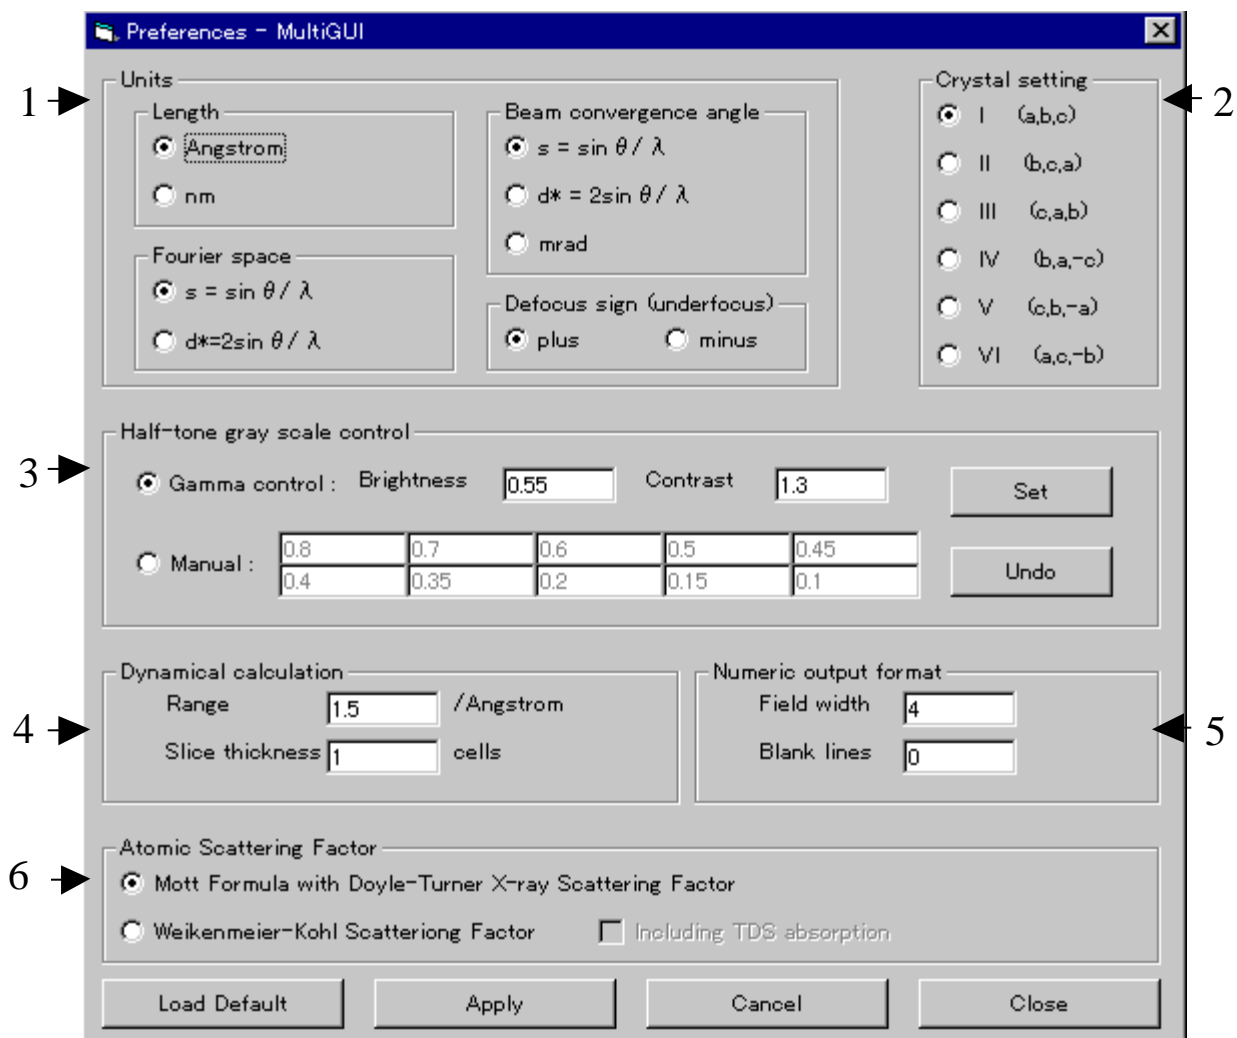 Preferences - MultiGUI
1
Units
Length
Angstrom
nm
Fourier space
s = sin θ / λ
d*=2sin θ / λ
Beam convergence angle
s = sin θ / λ
d* = 2sin θ / λ
mrad
Defocus sign (underfocus)
plus minus
Crystal setting
2
I (a,b,c)
II (b,c,a)
III (c,a,b)
IV (b,a,-c)
V (c,b,-a)
VI (a,c,-b)
3
Half-tone gray scale control
Gamma control : Brightness 0.55 Contrast 1.3 Set
Manual : 0.8 0.7 0.6 0.5 0.45
0.4 0.35 0.2 0.15 0.1
Undo
4
Dynamical calculation
Range 1.5 /Angstrom
Slice thickness 1 cells
Numeric output format
5
Field width 4
Blank lines 0
6
Atomic Scattering Factor
Mott Formula with Doyle-Turner X-ray Scattering Factor
Weikenmeier-Kohl Scatteriong Factor Including TDS absorption
Load Default Apply Cancel Close